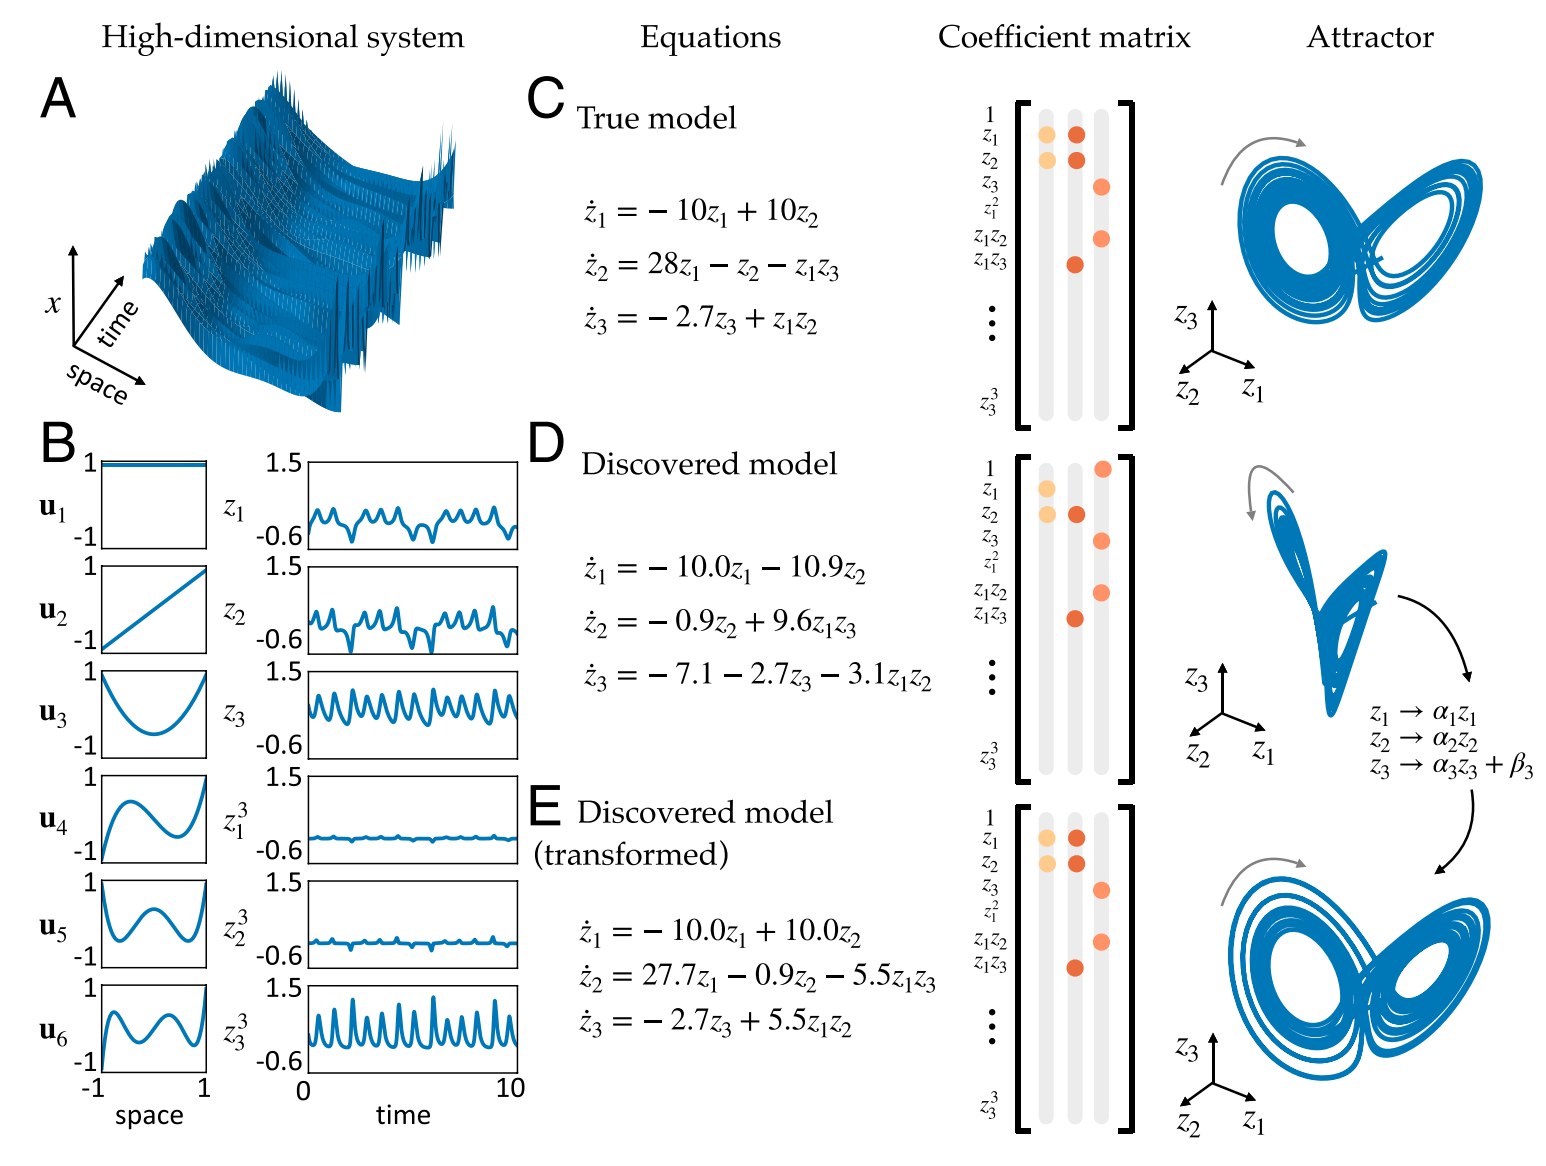 High-dimensional system
Equations
Coefficient matrix
Attractor
A
x
time
space
B
u₁
1
-1
z₁
1.5
-0.6
u₂
1
-1
z₂
1.5
-0.6
u₃
1
-1
z₃
1.5
-0.6
u₄
1
-1
z₁³
1.5
-0.6
u₅
1
-1
z₂³
1.5
-0.6
u₆
1
-1
z₃³
1.5
-0.6
-1 1
space
0 10
time
C
True model
ż₁ = − 10z₁ + 10z₂
ż₂ = 28z₁ − z₂ − z₁z₃
ż₃ = − 2.7z₃ + z₁z₂
1
z₁
z₂
z₃
z₁²
z₁z₂
z₁z₃
⋮
z₃³
z₃
z₂
z₁
D
Discovered model
ż₁ = − 10.0z₁ − 10.9z₂
ż₂ = − 0.9z₂ + 9.6z₁z₃
ż₃ = − 7.1 − 2.7z₃ − 3.1z₁z₂
1
z₁
z₂
z₃
z₁²
z₁z₂
z₁z₃
⋮
z₃³
z₃
z₂
z₁
z₁ → α₁z₁
z₂ → α₂z₂
z₃ → α₃z₃ + β₃
E
Discovered model
(transformed)
ż₁ = − 10.0z₁ + 10.0z₂
ż₂ = 27.7z₁ − 0.9z₂ − 5.5z₁z₃
ż₃ = − 2.7z₃ + 5.5z₁z₂
1
z₁
z₂
z₃
z₁²
z₁z₂
z₁z₃
⋮
z₃³
z₃
z₂
z₁